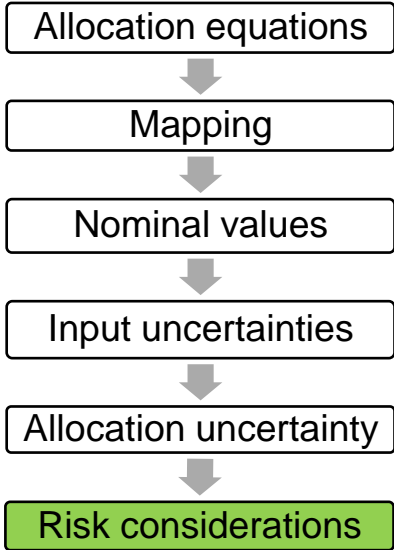 Allocation equations
Mapping
Nominal values
Input uncertainties
Allocation uncertainty
Risk considerations